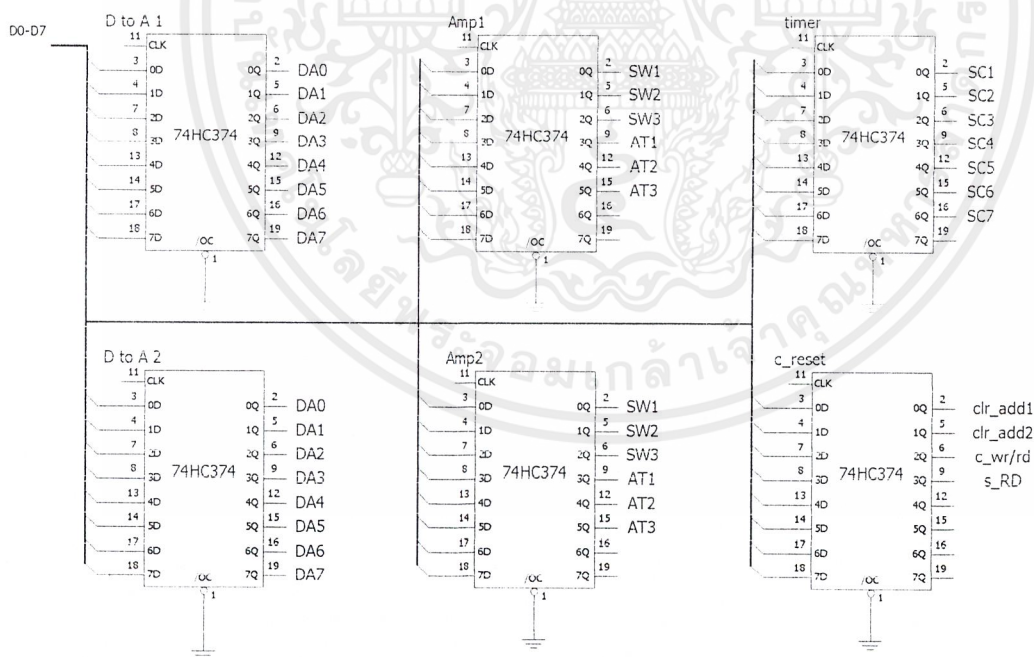 D0-D7
D to A 1
11
CLK
3 0D 0Q 2 DA0
4 1D 1Q 5 DA1
7 2D 2Q 6 DA2
8 3D 74HC374 3Q 9 DA3
13 4D 4Q 12 DA4
14 5D 5Q 15 DA5
17 6D 6Q 16 DA6
18 7D /OC 7Q 19 DA7
1
Amp1
11
CLK
3 0D 0Q 2 SW1
4 1D 1Q 5 SW2
7 2D 2Q 6 SW3
8 3D 74HC374 3Q 9 AT1
13 4D 4Q 12 AT2
14 5D 5Q 15 AT3
17 6D 6Q 16
18 7D /OC 7Q 19
1
timer
11
CLK
3 0D 0Q 2 SC1
4 1D 1Q 5 SC2
7 2D 2Q 6 SC3
8 3D 74HC374 3Q 9 SC4
13 4D 4Q 12 SC5
14 5D 5Q 15 SC6
17 6D 6Q 16 SC7
18 7D /OC 7Q 19
1
D to A 2
11
CLK
3 0D 0Q 2 DA0
4 1D 1Q 5 DA1
7 2D 2Q 6 DA2
8 3D 74HC374 3Q 9 DA3
13 4D 4Q 12 DA4
14 5D 5Q 15 DA5
17 6D 6Q 16 DA6
18 7D /OC 7Q 19 DA7
1
Amp2
11
CLK
3 0D 0Q 2 SW1
4 1D 1Q 5 SW2
7 2D 2Q 6 SW3
8 3D 74HC374 3Q 9 AT1
13 4D 4Q 12 AT2
14 5D 5Q 15 AT3
17 6D 6Q 16
18 7D /OC 7Q 19
1
c_reset
11
CLK
3 0D 0Q 2 clr_add1
4 1D 1Q 5 clr_add2
7 2D 2Q 6 c_wr/rd
8 3D 74HC374 3Q 9 s_RD
13 4D 4Q 12
14 5D 5Q 15
17 6D 6Q 16
18 7D /OC 7Q 19
1